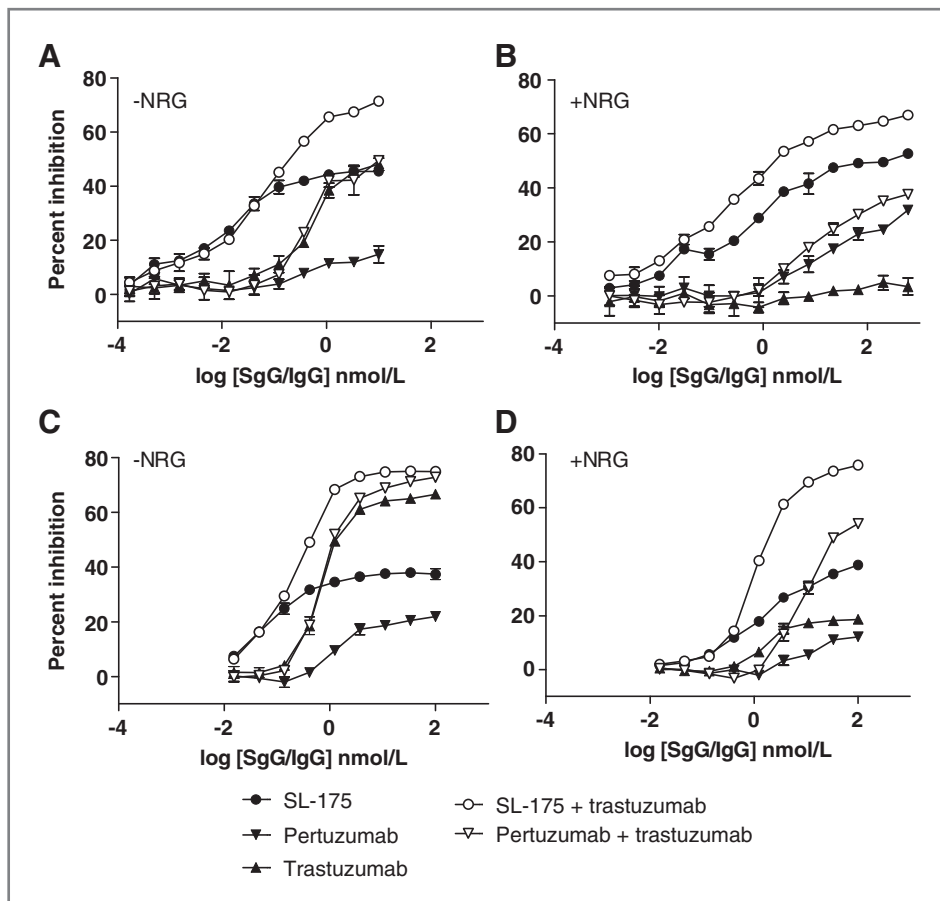 A
B
-NRG
+NRG
Percent inhibition
80
60
40
20
0
80
60
40
20
0
-4
-2
0
2
-4
-2
0
2
log [SgG/IgG] nmol/L
log [SgG/IgG] nmol/L
C
D
-NRG
+NRG
Percent inhibition
80
60
40
20
0
80
60
40
20
0
-4
-2
0
2
-4
-2
0
2
log [SgG/IgG] nmol/L
log [SgG/IgG] nmol/L
SL-175
SL-175 + trastuzumab
Pertuzumab
Pertuzumab + trastuzumab
Trastuzumab